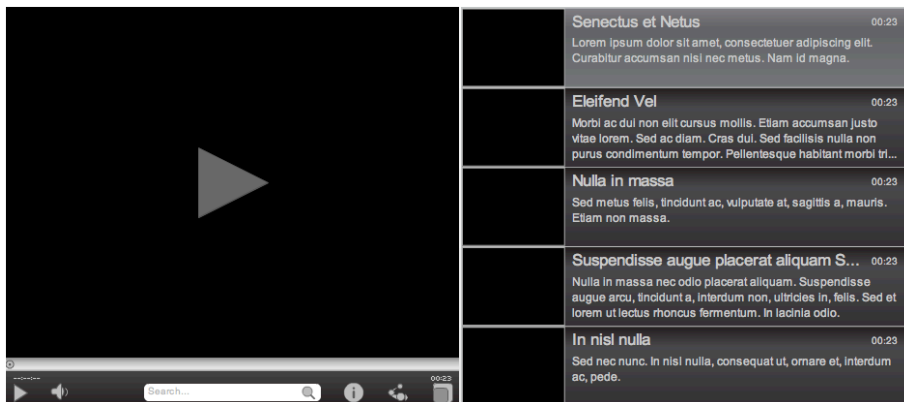 Senectus et Netus 00:23
Lorem ipsum dolor sit amet, consectetuer adipiscing elit.
Curabitur accumsan nisi nec metus. Nam id magna.
Eleifend Vel 00:23
Morbi ac dui non elit cursus mollis. Etiam accumsan justo
vitae lorem. Sed ac diam. Cras dui. Sed facilisis nulla non
purus condimentum tempor. Pellentesque habitant morbi tri...
Nulla in massa 00:23
Sed metus felis, tincidunt ac, vulputate at, sagittis a, mauris.
Etiam non massa.
Suspendisse augue placerat aliquam S... 00:23
Nulla in massa nec odio placerat aliquam. Suspendisse
augue arcu, tincidunt a, interdum non, ultricies in, felis. Sed et
lorem ut lectus rhoncus fermentum. In lacinia odio.
In nisl nulla 00:23
Sed nec nunc. In nisl nulla, consequat ut, ornare et, interdum
ac, pede.
--:--:-- 00:23
Search...